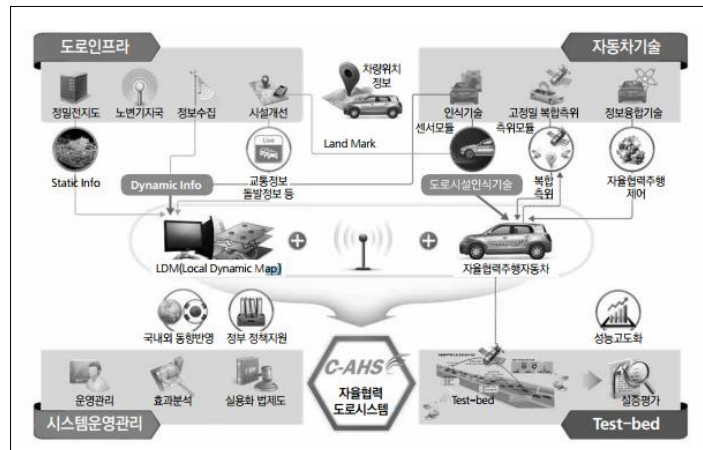 도로인프라
자동차기술
정밀전지도
노변기지국
정보수집
시설개선
차량위치
정보
인식기술
고정밀 복합측위
정보융합기술
센서모듈
측위모듈
Land Mark
Static Info
Dynamic Info
Live
교통정보
돌발정보 등
도로시설인식기술
복합
측위
자율협력주행
제어
LDM(Local Dynamic Map)
자율협력주행자동차
국내외 동향반영
정부 정책지원
성능고도화
C-AHS
자율협력
도로시스템
운영관리
효과분석
실용화 법제도
Test-bed
실증평가
시스템운영관리
Test-bed